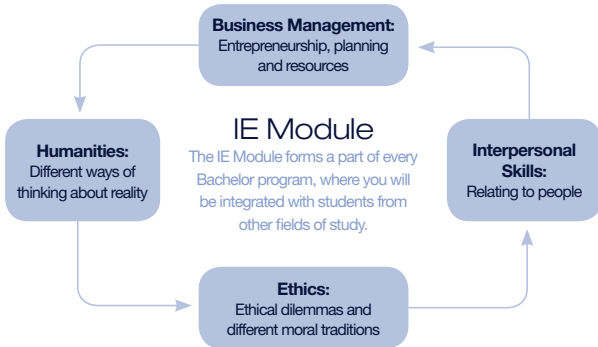 Business Management:
Entrepreneurship, planning
and resources
Humanities:
Different ways of
thinking about reality
IE Module
The IE Module forms a part of every
Bachelor program, where you will
be integrated with students from
other fields of study.
Interpersonal
Skills:
Relating to people
Ethics:
Ethical dilemmas and
different moral traditions